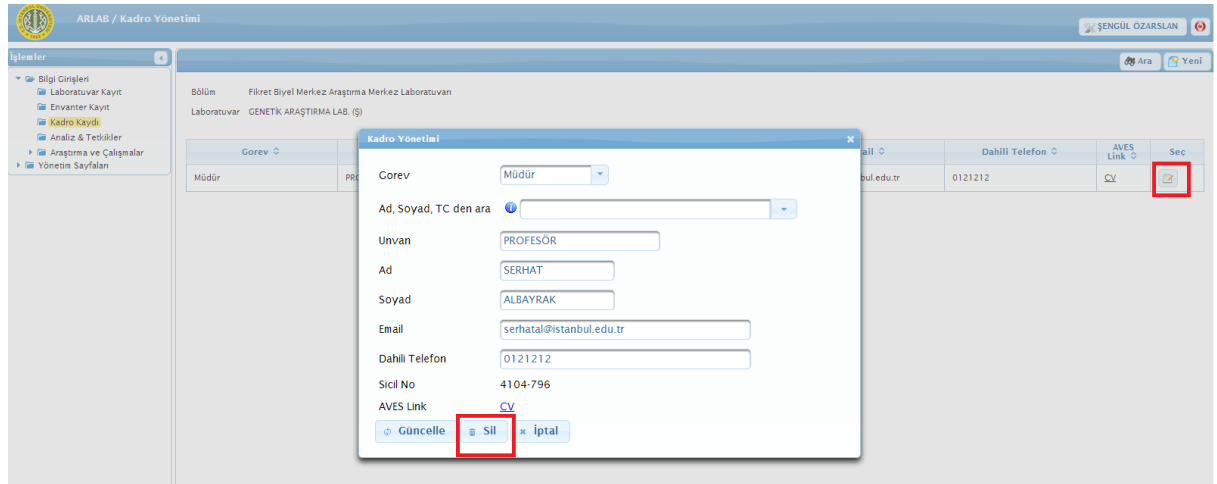 ARLAB / Kadro Yönetimi
ŞENGÜL ÖZARSLAN
İşlemler
Ara
Yeni
Bilgi Girişleri
Laboratuvar Kayıt
Envanter Kayıt
Kadro Kaydı
Analiz & Tetkikler
Araştırma ve Çalışmalar
Yönetim Sayfaları
Bölüm Fikret Biyel Merkez Araştırma Merkez Laboratuvarı
Laboratuvar GENETİK ARAŞTIRMA LAB. (Ş)
Gorev
ail
Dahili Telefon
AVES Link
Seç
Müdür
bul.edu.tr
0121212
CV
Kadro Yönetimi
Gorev Müdür
Ad, Soyad, TC den ara
Unvan PROFESÖR
Ad SERHAT
Soyad ALBAYRAK
Email serhatal@istanbul.edu.tr
Dahili Telefon 0121212
Sicil No 4104-796
AVES Link CV
Güncelle Sil İptal